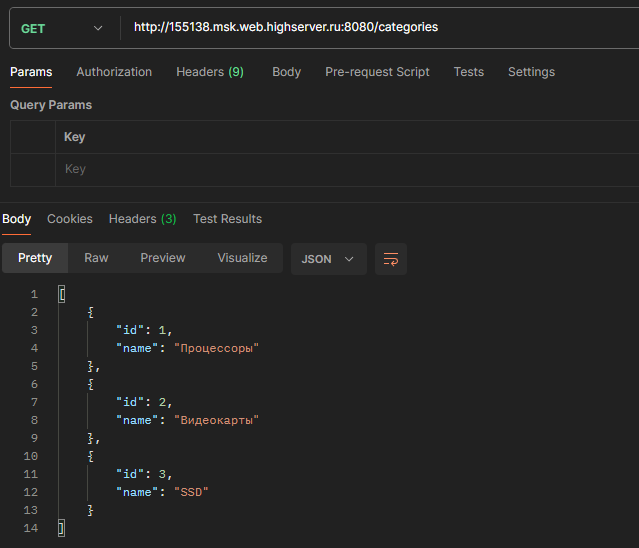 GET http://155138.msk.web.highserver.ru:8080/categories
Params Authorization Headers (9) Body Pre-request Script Tests Settings
Query Params
Key
Key
Body Cookies Headers (3) Test Results
Pretty Raw Preview Visualize JSON
1 [
2 {
3 "id": 1,
4 "name": "Процессоры"
5 },
6 {
7 "id": 2,
8 "name": "Видеокарты"
9 },
10 {
11 "id": 3,
12 "name": "SSD"
13 }
14 ]